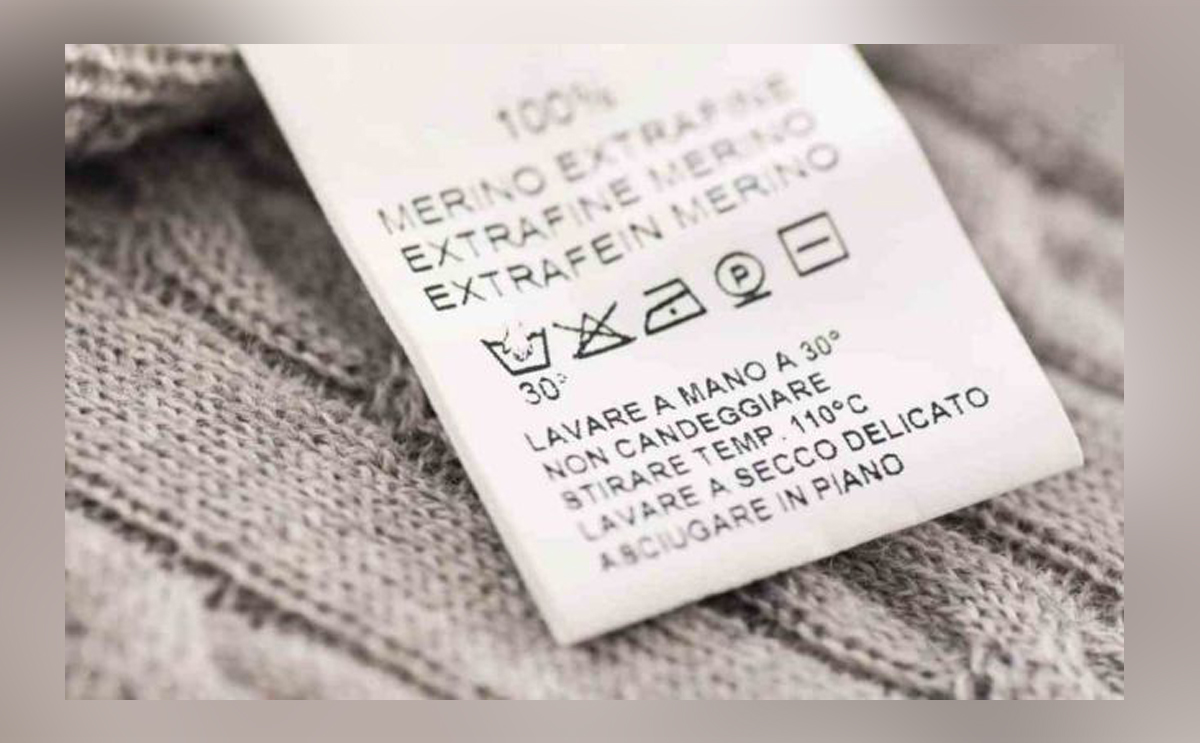 100%
MERINO EXTRAFINE
EXTRAFINE MERINO
EXTRAFEIN MERINO
P
30°
LAVARE A MANO A 30°
NON CANDEGGIARE
STIRARE TEMP. 110°C
LAVARE A SECCO DELICATO
ASCIUGARE IN PIANO